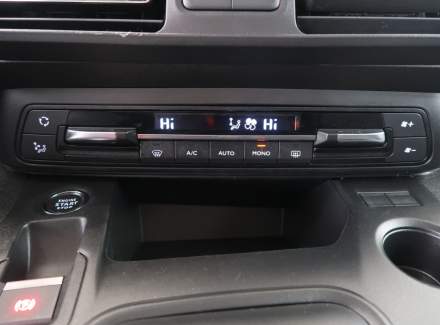 Hi Hi
A/C AUTO MONO
ENGINE
START
STOP